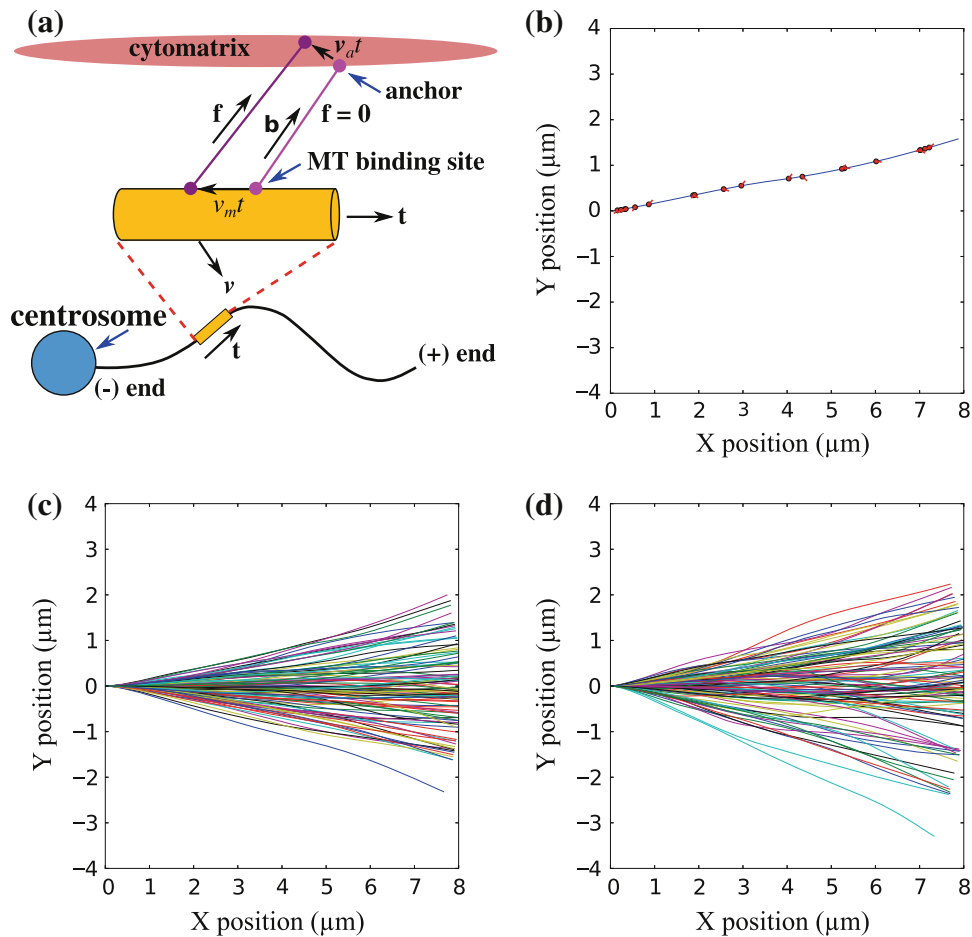 (a)
cytomatrix
v_a t
anchor
f
b
f = 0
MT binding site
v_m t
t
v
centrosome
t
(+) end
(-) end
(b)
4
3
2
1
0
−1
−2
−3
−4
Y position (μm)
0 1 2 3 4 5 6 7 8
X position (μm)
(c)
4
3
2
1
0
−1
−2
−3
−4
Y position (μm)
0 1 2 3 4 5 6 7 8
X position (μm)
(d)
4
3
2
1
0
−1
−2
−3
−4
Y position (μm)
0 1 2 3 4 5 6 7 8
X position (μm)